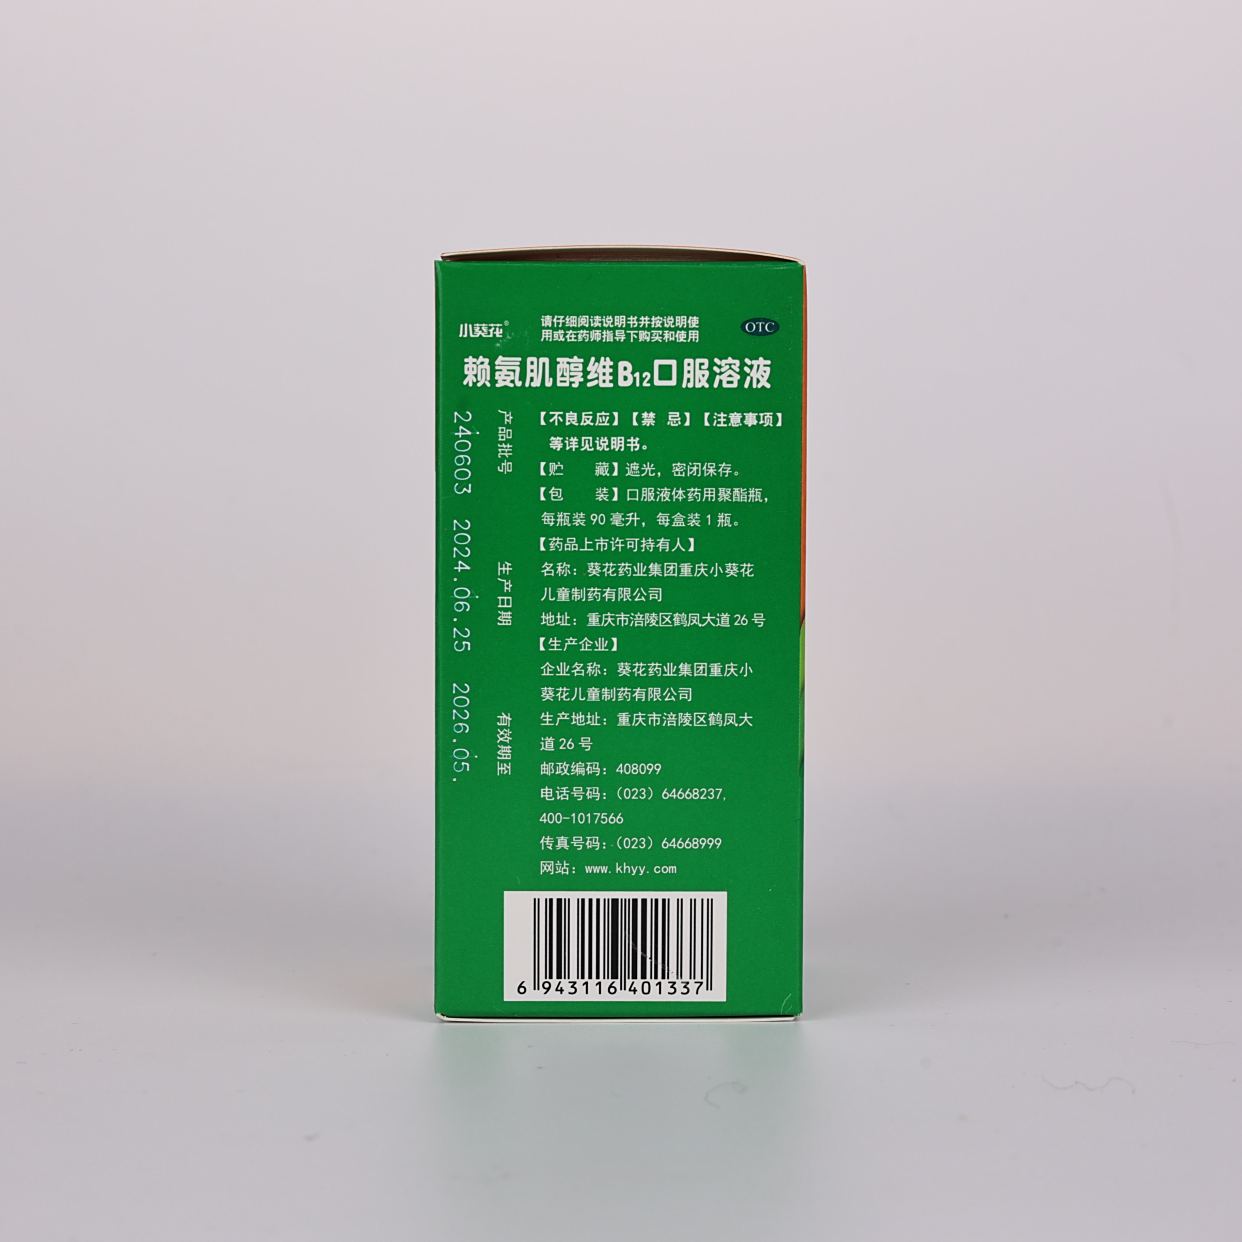 小葵花®
请仔细阅读说明书并按说明使
用或在药师指导下购买和使用
OTC
赖氨肌醇维B12口服溶液
【不良反应】【禁 忌】【注意事项】
等详见说明书。
【贮 藏】遮光，密闭保存。
【包 装】口服液体药用聚酯瓶，
每瓶装90毫升，每盒装1瓶。
【药品上市许可持有人】
名称：葵花药业集团重庆小葵花
儿童制药有限公司
地址：重庆市涪陵区鹤凤大道26号
【生产企业】
企业名称：葵花药业集团重庆小
葵花儿童制药有限公司
生产地址：重庆市涪陵区鹤凤大
道26号
邮政编码：408099
电话号码：（023）64668237,
400-1017566
传真号码：（023）64668999
网站：www.khyy.com
产品批号 生产日期 有效期至
240603 2024.06.25 2026.05.
6 943116 401337